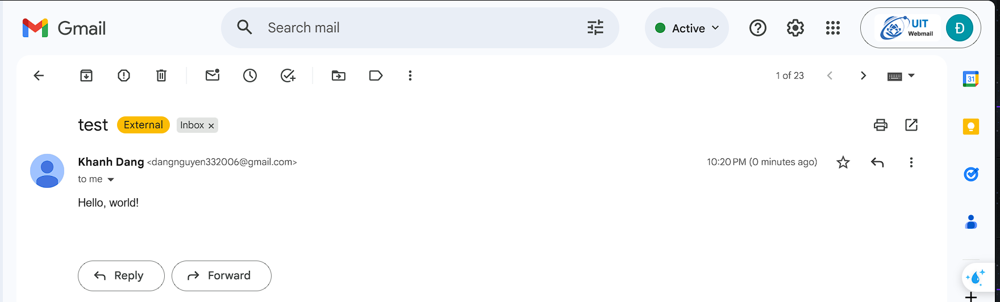 Gmail
Search mail
Active
UIT
Webmail
Đ
1 of 23
31
test External Inbox ×
Khanh Dang <dangnguyen332006@gmail.com>
10:20 PM (0 minutes ago)
to me
Hello, world!
Reply
Forward